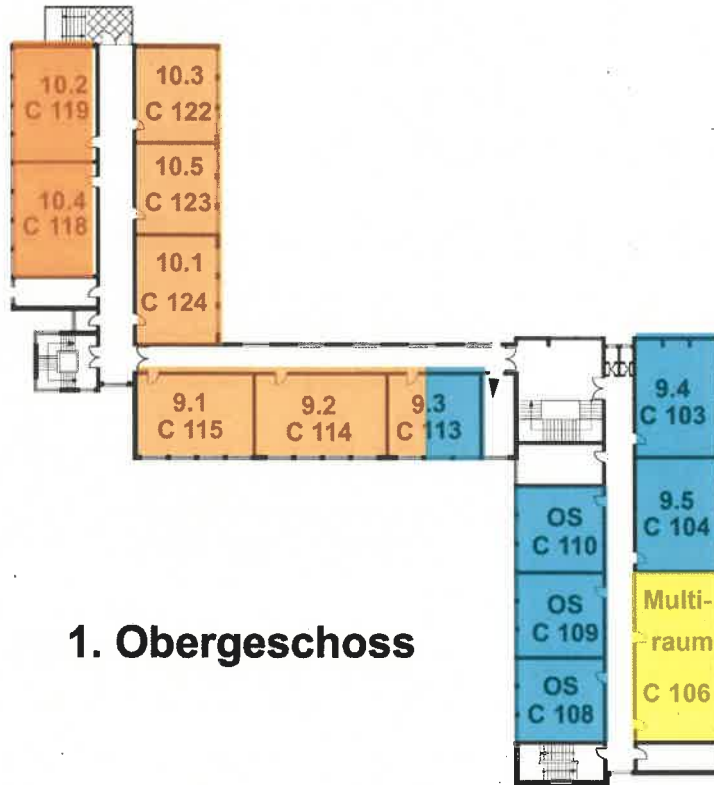 10.2
C 119
10.3
C 122
10.4
C 118
10.5
C 123
10.1
C 124
9.1
C 115
9.2
C 114
9.3
C 113
9.4
C 103
9.5
C 104
OS
C 110
OS
C 109
OS
C 108
Multi-
raum
C 106
1. Obergeschoss